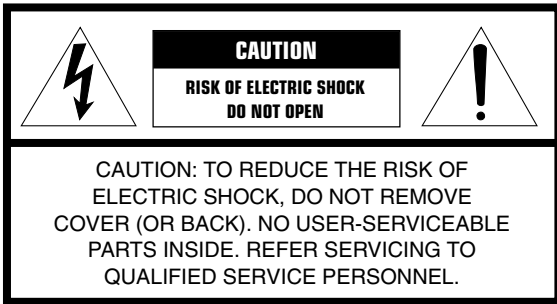 CAUTION
RISK OF ELECTRIC SHOCK
DO NOT OPEN
CAUTION: TO REDUCE THE RISK OF
ELECTRIC SHOCK, DO NOT REMOVE
COVER (OR BACK). NO USER-SERVICEABLE
PARTS INSIDE. REFER SERVICING TO
QUALIFIED SERVICE PERSONNEL.